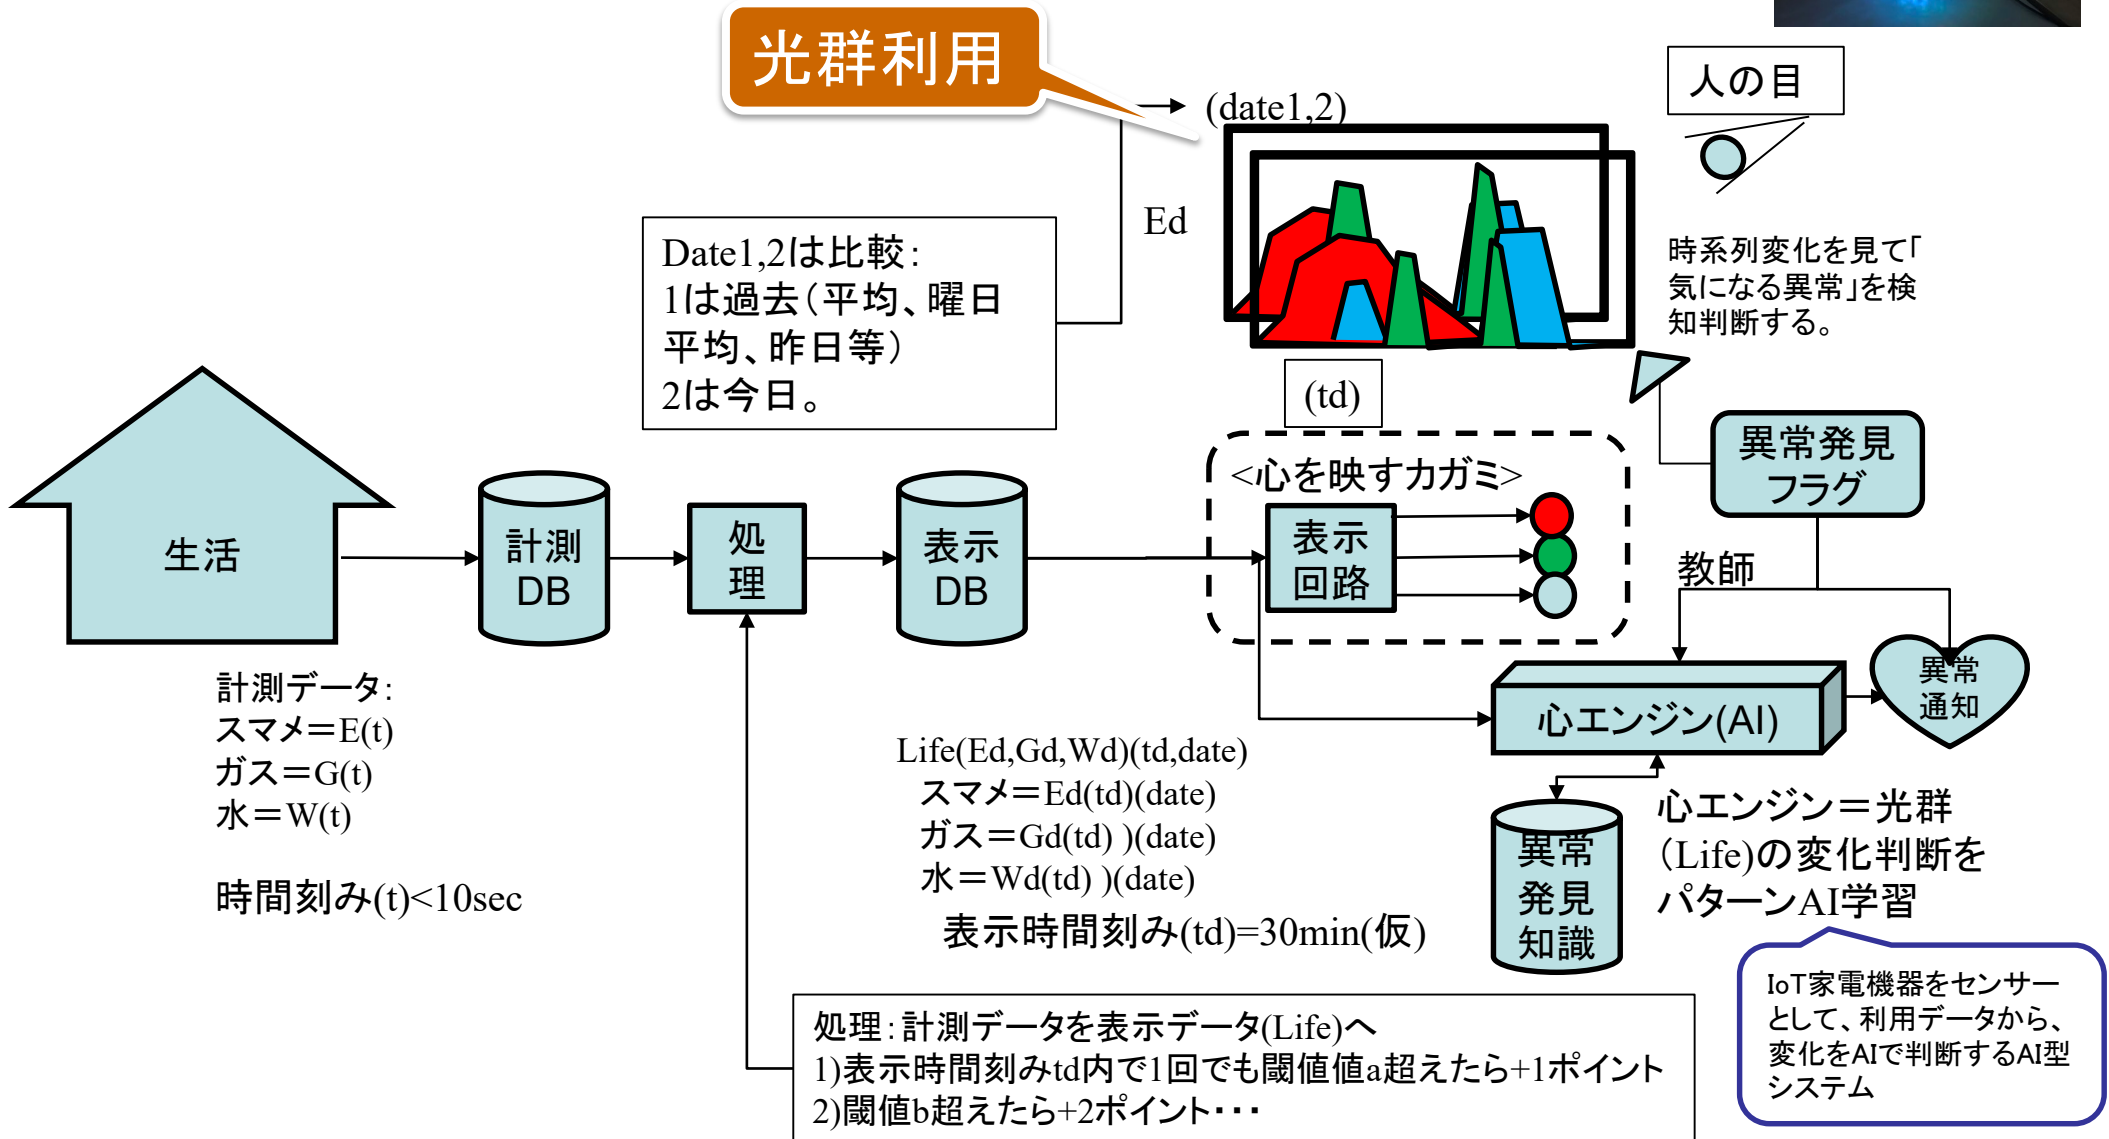 光群利用
(date1,2)
人の目
Ed
Date1,2は比較：
1は過去（平均、曜日
平均、昨日等）
2は今日。
時系列変化を見て「
気になる異常」を検
知判断する。
(td)
<心を映すカガミ>
異常発見
フラグ
生活
計測
DB
処
理
表示
DB
表示
回路
教師
異常
通知
計測データ：
スマメ＝E(t)
ガス＝G(t)
水＝W(t)
時間刻み(t)<10sec
Life(Ed,Gd,Wd)(td,date)
スマメ＝Ed(td)(date)
ガス＝Gd(td) )(date)
水＝Wd(td) )(date)
表示時間刻み(td)=30min(仮)
心エンジン(AI)
異常
発見
知識
心エンジン＝光群
（Life)の変化判断を
パターンAI学習
IoT家電機器をセンサー
として、利用データから、
変化をAIで判断するAI型
システム
処理：計測データを表示データ(Life)へ
1)表示時間刻みtd内で1回でも閾値値a超えたら+1ポイント
2)閾値b超えたら+2ポイント・・・